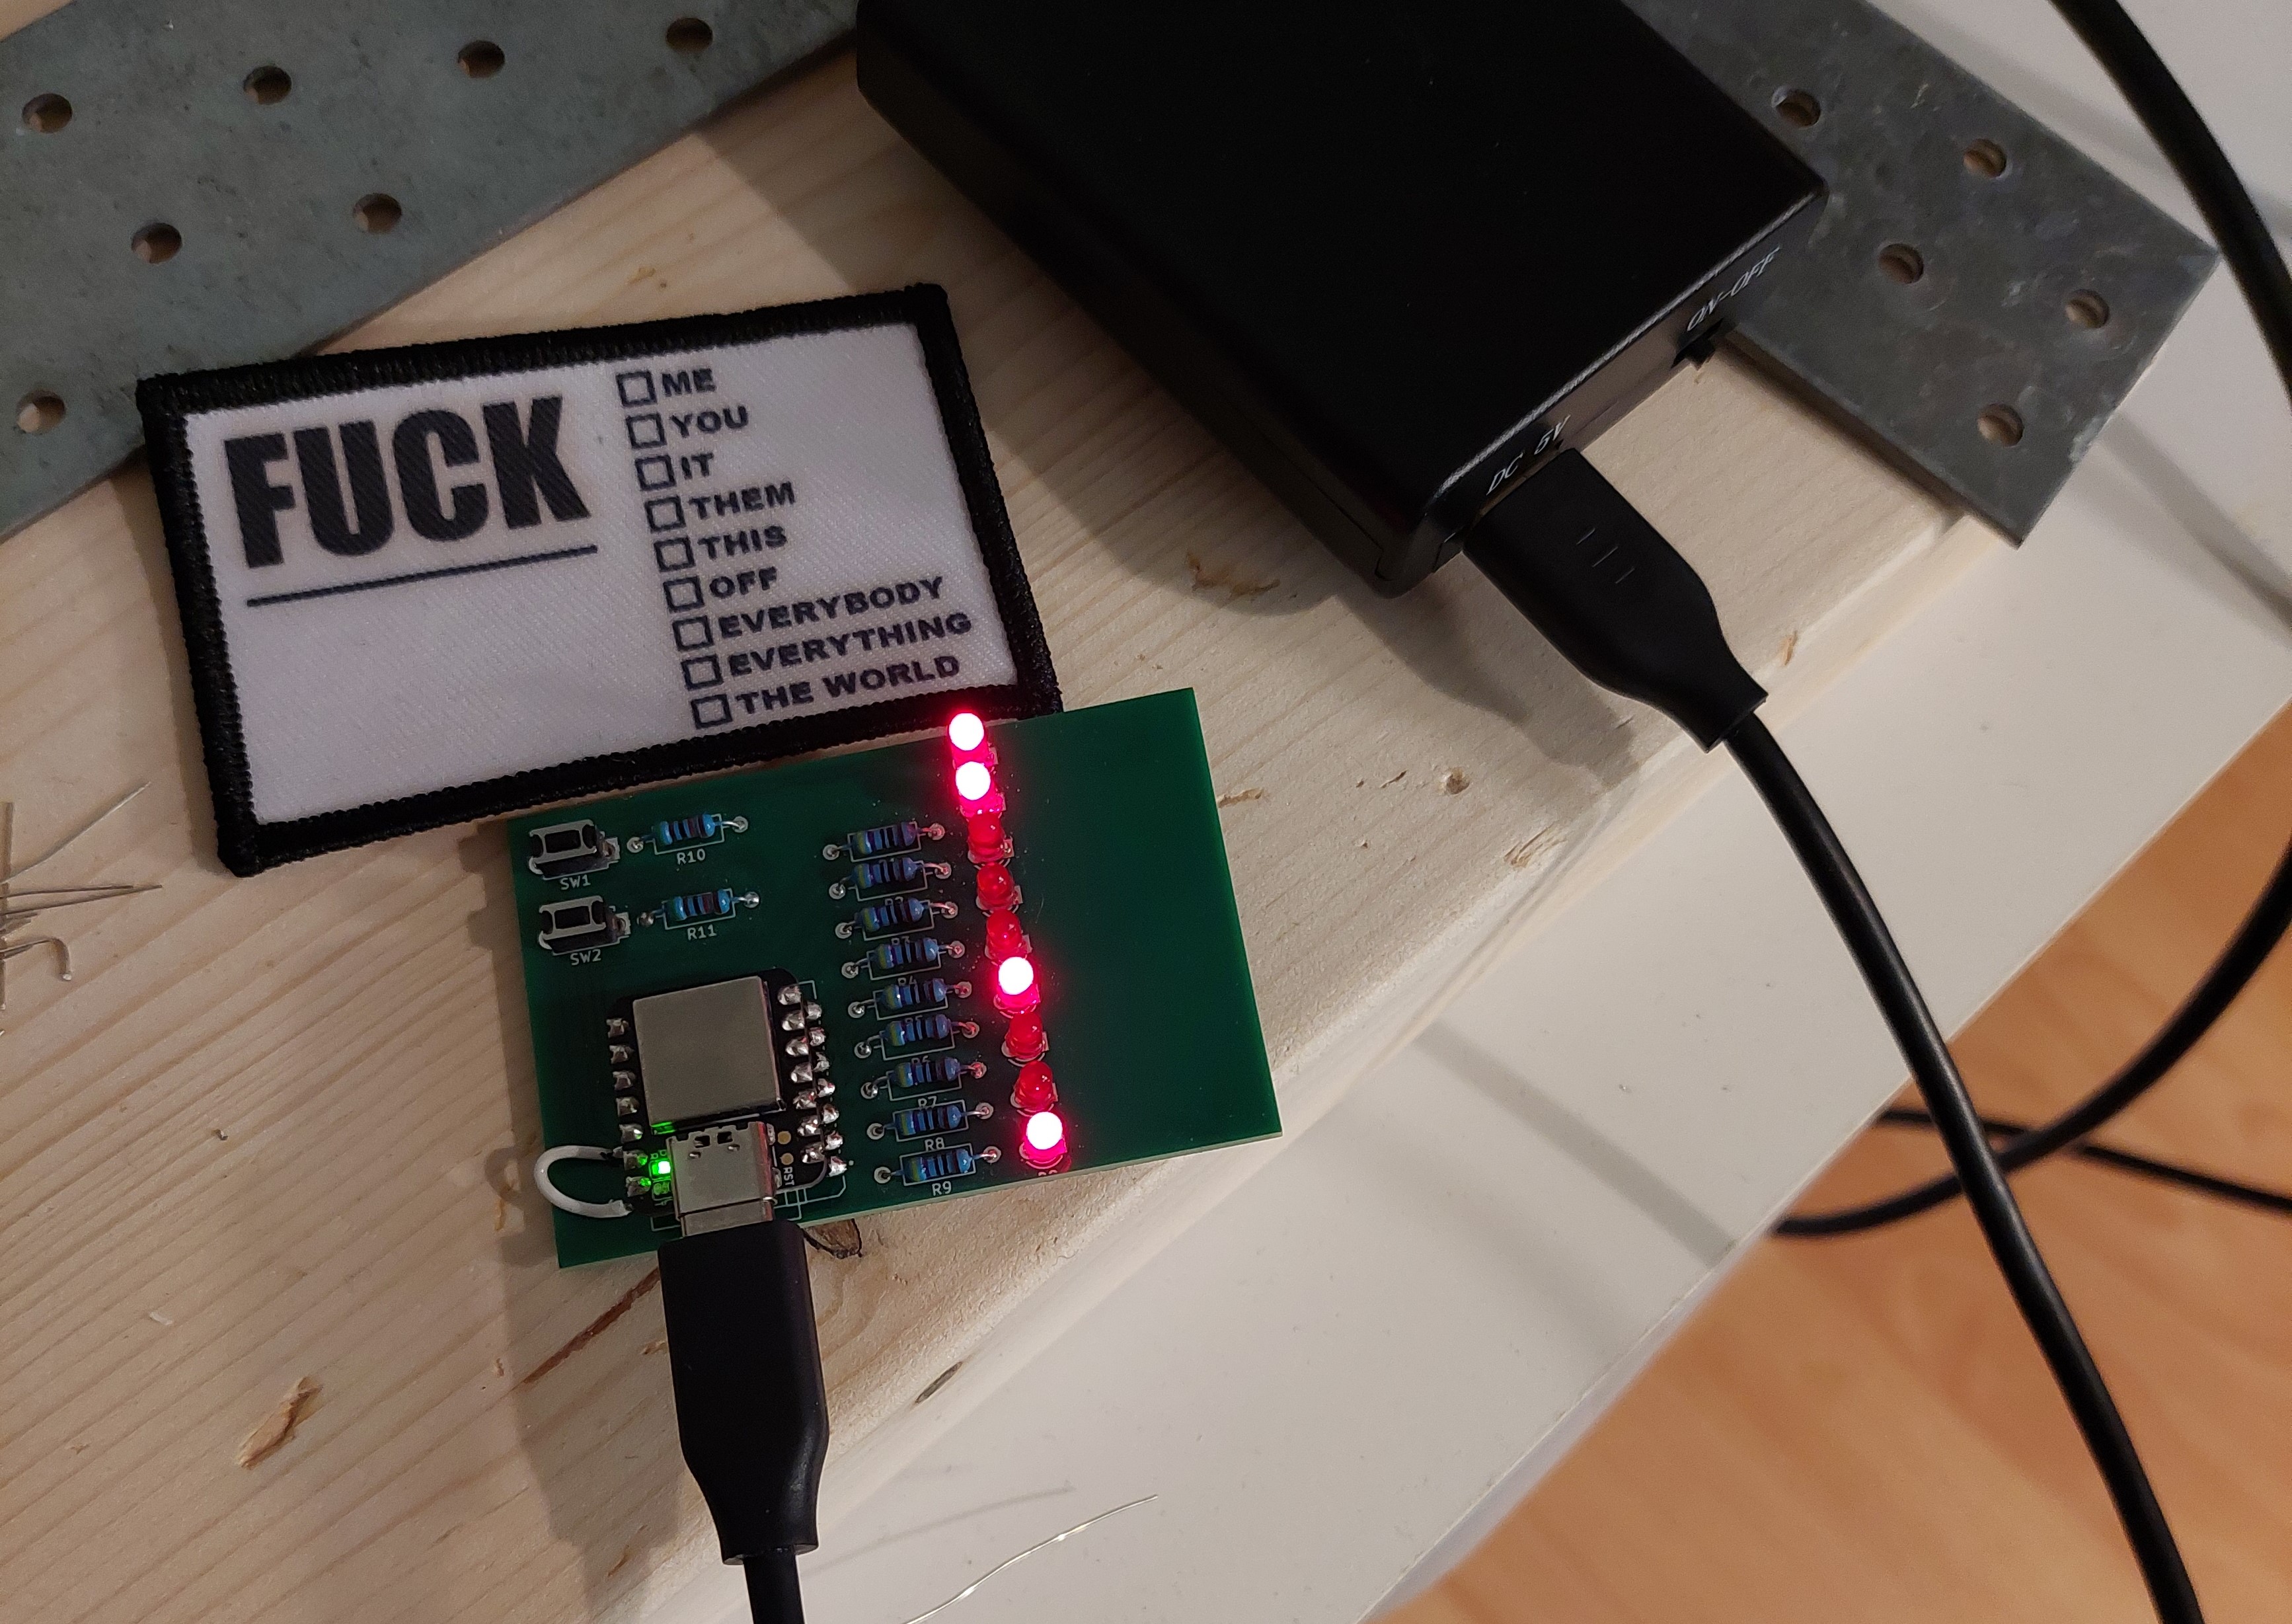 ON-OFF
DC 5V
FUCK
ME
YOU
IT
THEM
THIS
OFF
EVERYBODY
EVERYTHING
THE WORLD
R10
SW1
R11
SW2
R7
R8
R9
RST